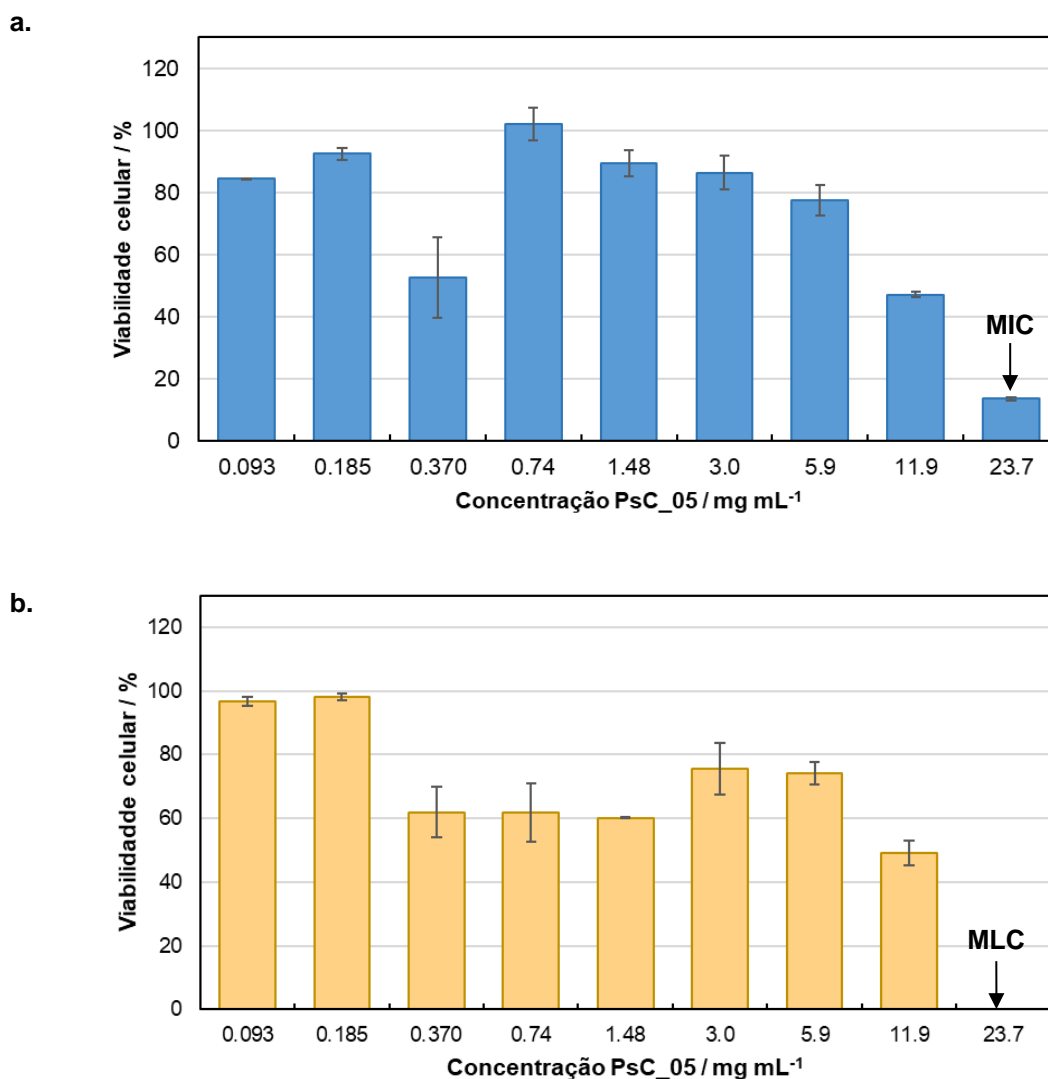 a.
120
100
80
60
40
20
0
Viabilidade celular / %
MIC
0.093 0.185 0.370 0.74 1.48 3.0 5.9 11.9 23.7
Concentração PsC_05 / mg mL⁻¹
b.
120
100
80
60
40
20
0
Viabilidadde celular / %
MLC
0.093 0.185 0.370 0.74 1.48 3.0 5.9 11.9 23.7
Concentração PsC_05 / mg mL⁻¹